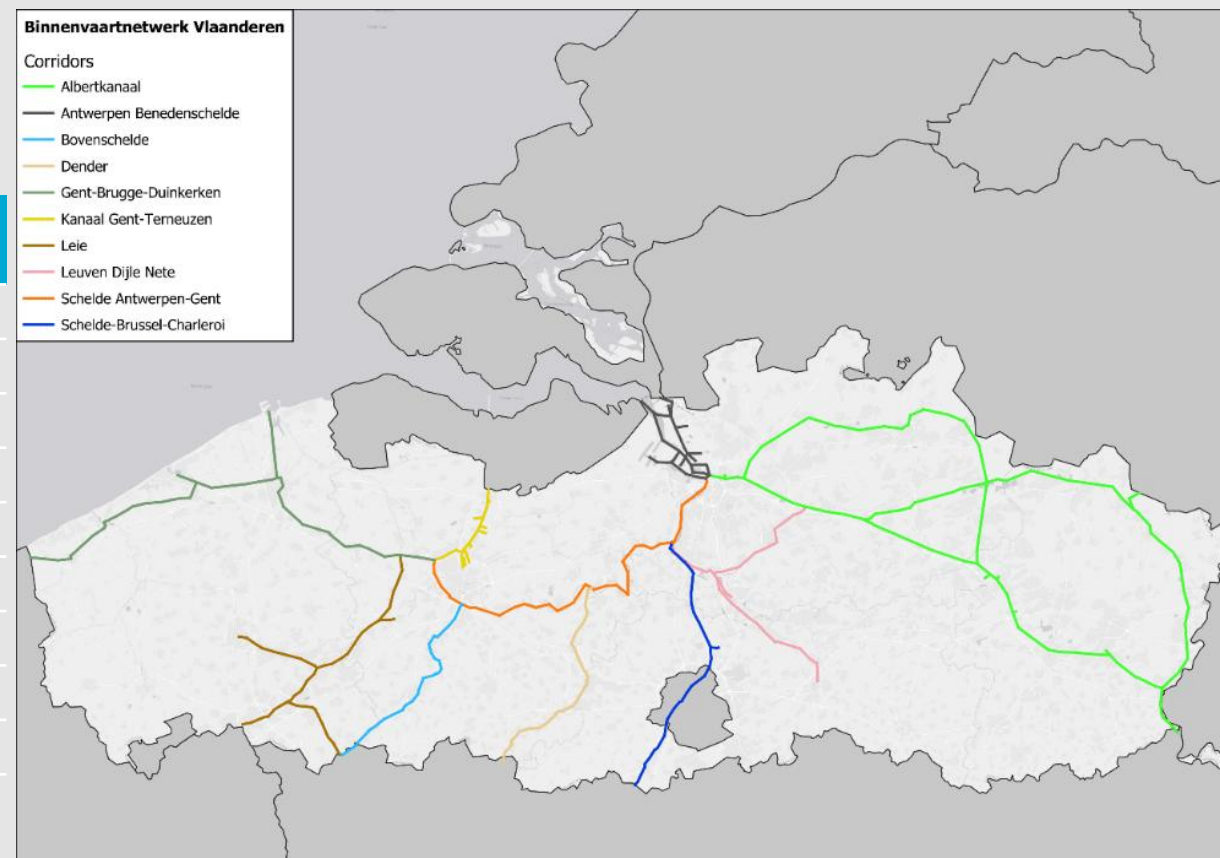 Binnenvaartnetwerk Vlaanderen
Corridors
Albertkanaal
Antwerpen Benedenschelde
Bovenschelde
Dender
Gent-Brugge-Duinkerken
Kanaal Gent-Terneuzen
Leie
Leuven Dijle Nete
Schelde Antwerpen-Gent
Schelde-Brussel-Charleroi